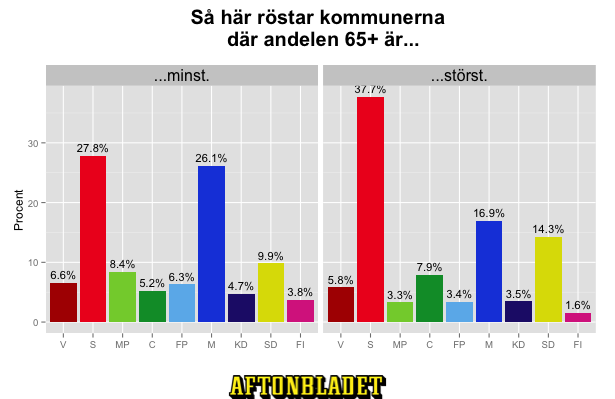 Så här röstar kommunerna
där andelen 65+ är...
...minst.
...störst.
Procent
30
20
10
0
6.6%
27.8%
8.4%
5.2%
6.3%
26.1%
4.7%
9.9%
3.8%
5.8%
37.7%
3.3%
7.9%
3.4%
16.9%
3.5%
14.3%
1.6%
V S MP C FP M KD SD FI
V S MP C FP M KD SD FI
AFTONBLADET